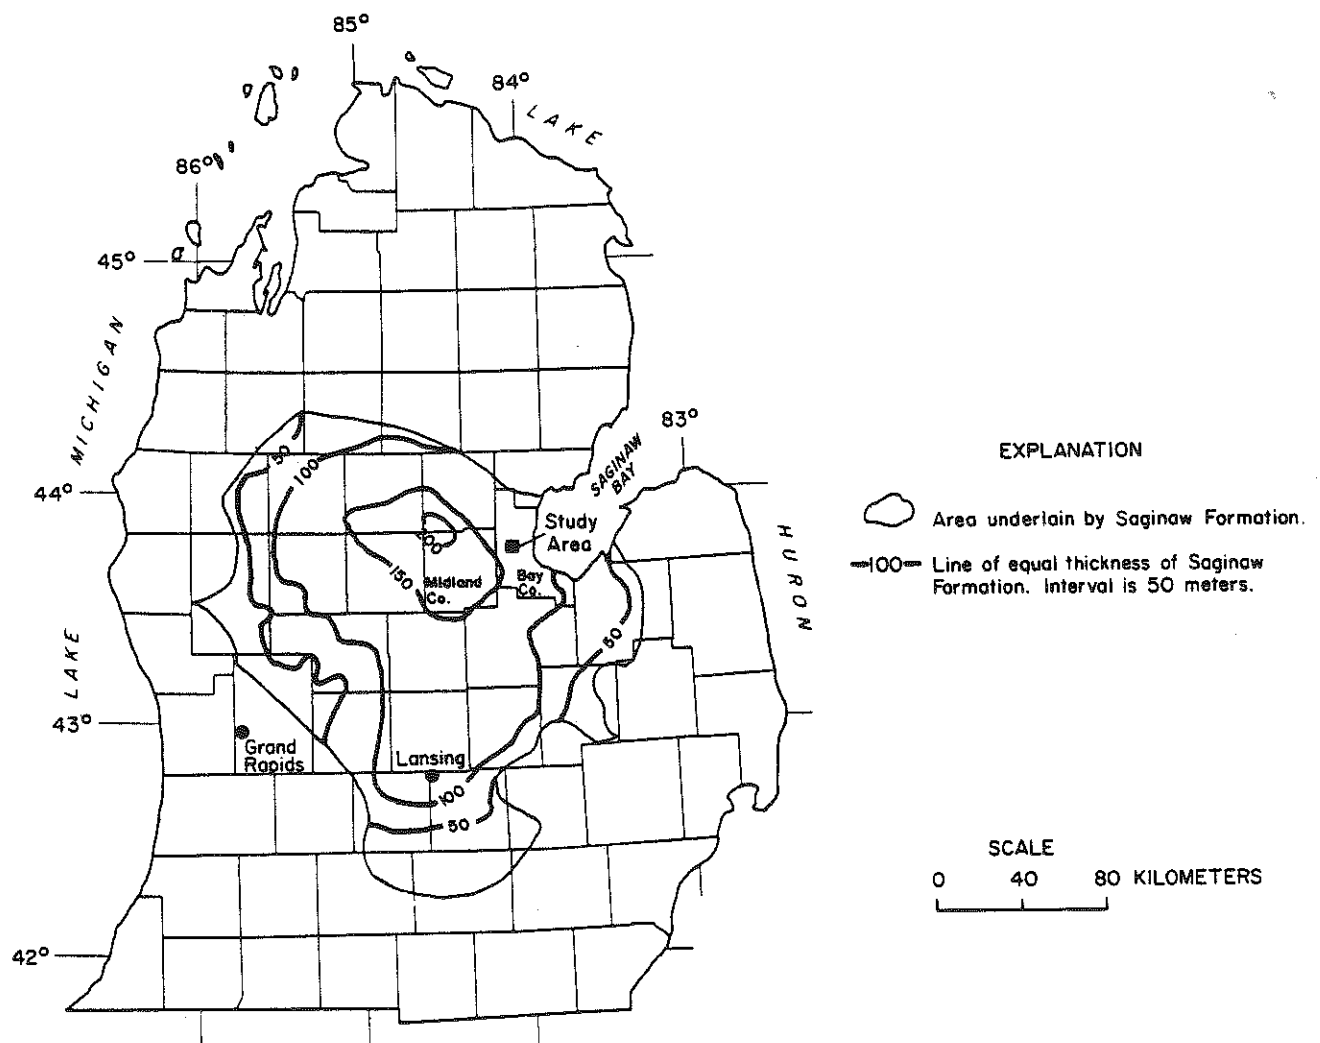 85°
84°
LAKE
86°
45°
MICHIGAN
83°
SAGINAW
BAY
50
100
44°
Study
Area
200
150
Midland
Co.
Bay
Co.
HURON
50
LAKE
43°
Grand
Rapids
Lansing
100
50
42°
EXPLANATION
Area underlain by Saginaw Formation.
100 Line of equal thickness of Saginaw
Formation. Interval is 50 meters.
SCALE
0 40 80 KILOMETERS